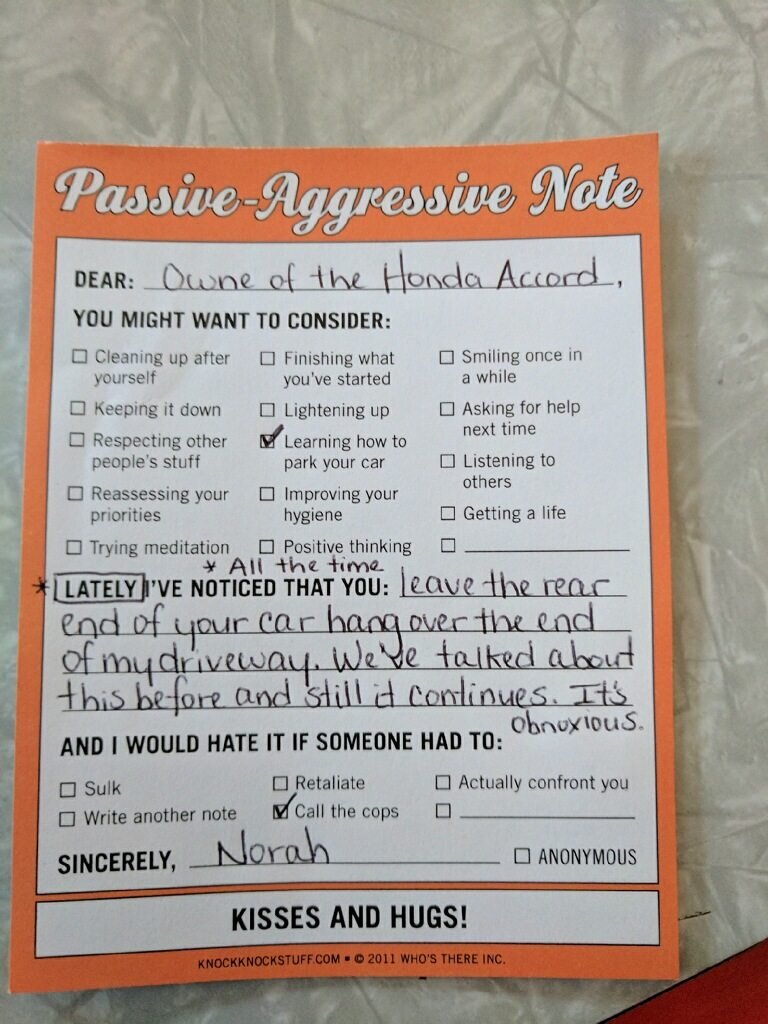 Passive-Aggressive Note
DEAR: Owne of the Honda Accord,
YOU MIGHT WANT TO CONSIDER:
☐ Cleaning up after yourself
☐ Keeping it down
☐ Respecting other people's stuff
☐ Reassessing your priorities
☐ Trying meditation
☐ Finishing what you've started
☐ Lightening up
☑ Learning how to park your car
☐ Improving your hygiene
☐ Positive thinking
☐ Smiling once in a while
☐ Asking for help next time
☐ Listening to others
☐ Getting a life
☐
* All the time
* LATELY I'VE NOTICED THAT YOU: leave the rear
end of your car hang over the end
of my driveway. We've talked about
this before and still it continues. It's
obnoxious.
AND I WOULD HATE IT IF SOMEONE HAD TO:
☐ Sulk ☐ Retaliate ☐ Actually confront you
☐ Write another note ☑ Call the cops ☐
SINCERELY, Norah ☐ ANONYMOUS
KISSES AND HUGS!
KNOCKKNOCKSTUFF.COM ▪ © 2011 WHO'S THERE INC.